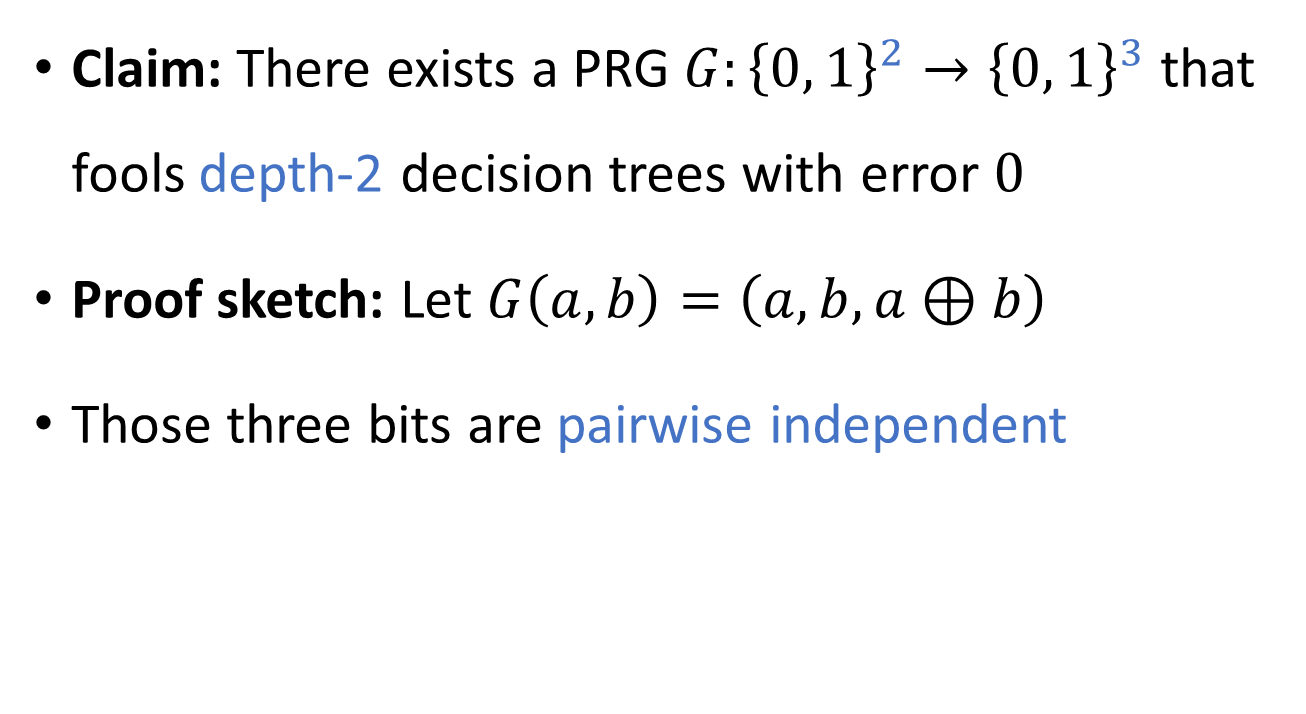 • Claim: There exists a PRG G: {0, 1}² → {0, 1}³ that
fools depth-2 decision trees with error 0
• Proof sketch: Let G(a, b) = (a, b, a ⊕ b)
• Those three bits are pairwise independent